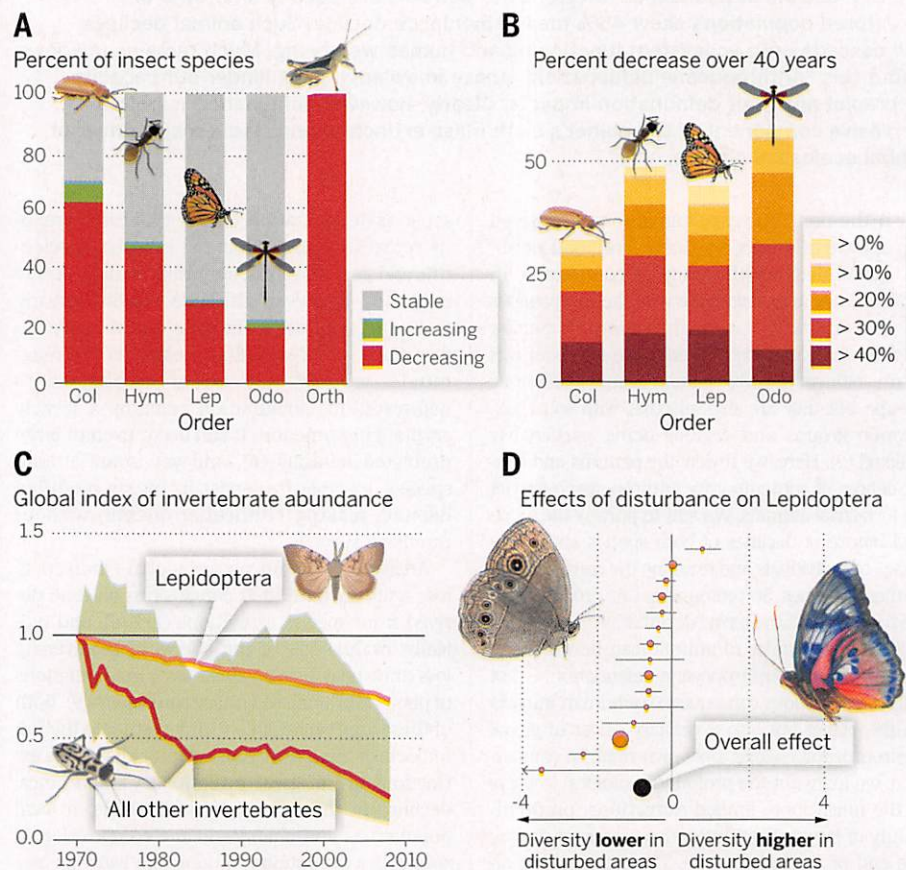 A
Percent of insect species
100
80
60
40
20
0
Col Hym Lep Odo Orth
Order
Stable
Increasing
Decreasing
B
Percent decrease over 40 years
50
25
0
Col Hym Lep Odo
Order
> 0%
> 10%
> 20%
> 30%
> 40%
C
Global index of invertebrate abundance
1.5
1.0
0.5
0.0
Lepidoptera
All other invertebrates
1970 1980 1990 2000 2010
D
Effects of disturbance on Lepidoptera
Overall effect
–4 0 4
Diversity lower in
disturbed areas
Diversity higher in
disturbed areas